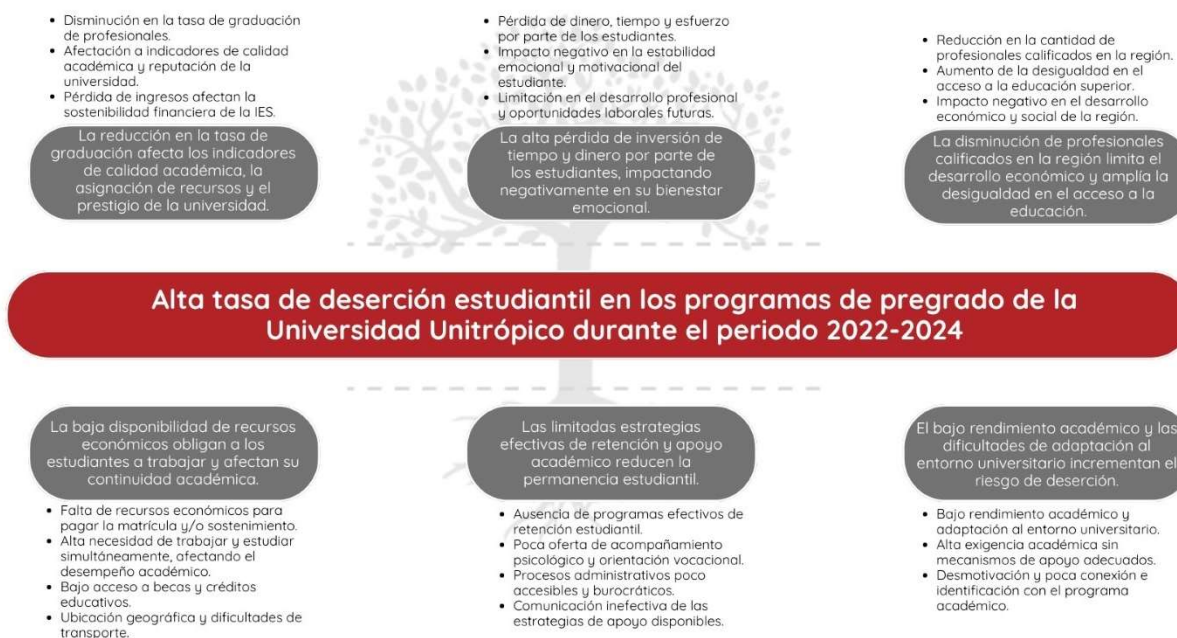 • Disminución en la tasa de graduación
de profesionales.
• Afectación a indicadores de calidad
académica y reputación de la
universidad.
• Pérdida de ingresos afectan la
sostenibilidad financiera de la IES.
La reducción en la tasa de
graduación afecta los indicadores
de calidad académica, la
asignación de recursos y el
prestigio de la universidad.
• Pérdida de dinero, tiempo y esfuerzo
por parte de los estudiantes.
• Impacto negativo en la estabilidad
emocional y motivacional del
estudiante.
• Limitación en el desarrollo profesional
y oportunidades laborales futuras.
La alta pérdida de inversión de
tiempo y dinero por parte de
los estudiantes, impactando
negativamente en su bienestar
emocional.
• Reducción en la cantidad de
profesionales calificados en la región.
• Aumento de la desigualdad en el
acceso a la educación superior.
• Impacto negativo en el desarrollo
económico y social de la región.
La disminución de profesionales
calificados en la región limita el
desarrollo económico y amplía la
desigualdad en el acceso a la
educación.
Alta tasa de deserción estudiantil en los programas de pregrado de la
Universidad Unitrópico durante el periodo 2022-2024
La baja disponibilidad de recursos
económicos obligan a los
estudiantes a trabajar y afectan su
continuidad académica.
• Falta de recursos económicos para
pagar la matrícula y/o sostenimiento.
• Alta necesidad de trabajar y estudiar
simultáneamente, afectando el
desempeño académico.
• Bajo acceso a becas y créditos
educativos.
• Ubicación geográfica y dificultades de
transporte.
Las limitadas estrategias
efectivas de retención y apoyo
académico reducen la
permanencia estudiantil.
• Ausencia de programas efectivos de
retención estudiantil.
• Poca oferta de acompañamiento
psicológico y orientación vocacional.
• Procesos administrativos poco
accesibles y burocráticos.
• Comunicación inefectiva de las
estrategias de apoyo disponibles.
El bajo rendimiento académico y las
dificultades de adaptación al
entorno universitario incrementan el
riesgo de deserción.
• Bajo rendimiento académico y
adaptación al entorno universitario.
• Alta exigencia académica sin
mecanismos de apoyo adecuados.
• Desmotivación y poca conexión e
identificación con el programa
académico.